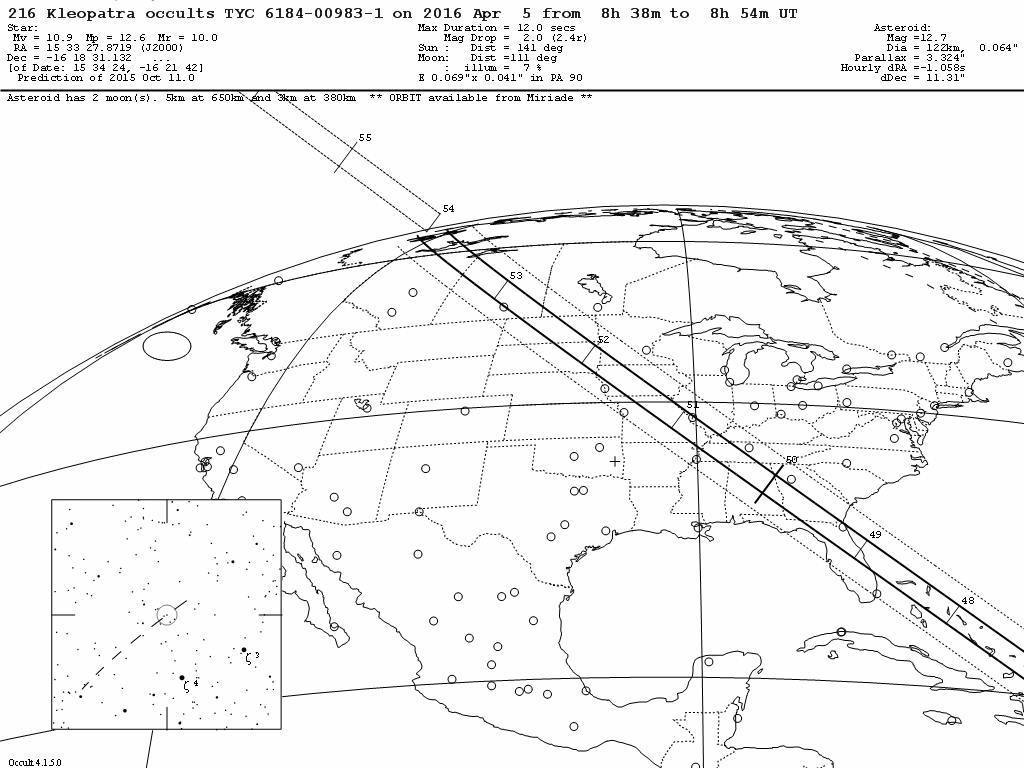 216 Kleopatra occults TYC 6184-00983-1 on 2016 Apr  5 from  8h 38m to  8h 54m UT
Star:
Mv = 10.9  Mp = 12.6  Mr = 10.0
RA = 15 33 27.8719 (J2000)
Dec = -16 18 31.132   ...
[of Date: 15 34 24, -16 21 42]
Prediction of 2015 Oct 11.0
Max Duration = 12.0 secs
Mag Drop =  2.0 (2.4r)
Sun :   Dist = 141 deg
Moon:   Dist =111 deg
:  illum =  7 %
E 0.069"x 0.041" in PA 90
Asteroid:
Mag =12.7
Dia = 122km,  0.064"
Parallax = 3.324"
Hourly dRA =-1.058s
dDec = 11.31"
Asteroid has 2 moon(s). 5km at 650km and 3km at 380km  ** ORBIT available from Miriade **
55
54
53
52
51
50
49
48
ζ 3
ζ 4
Occult 4.1.5.0